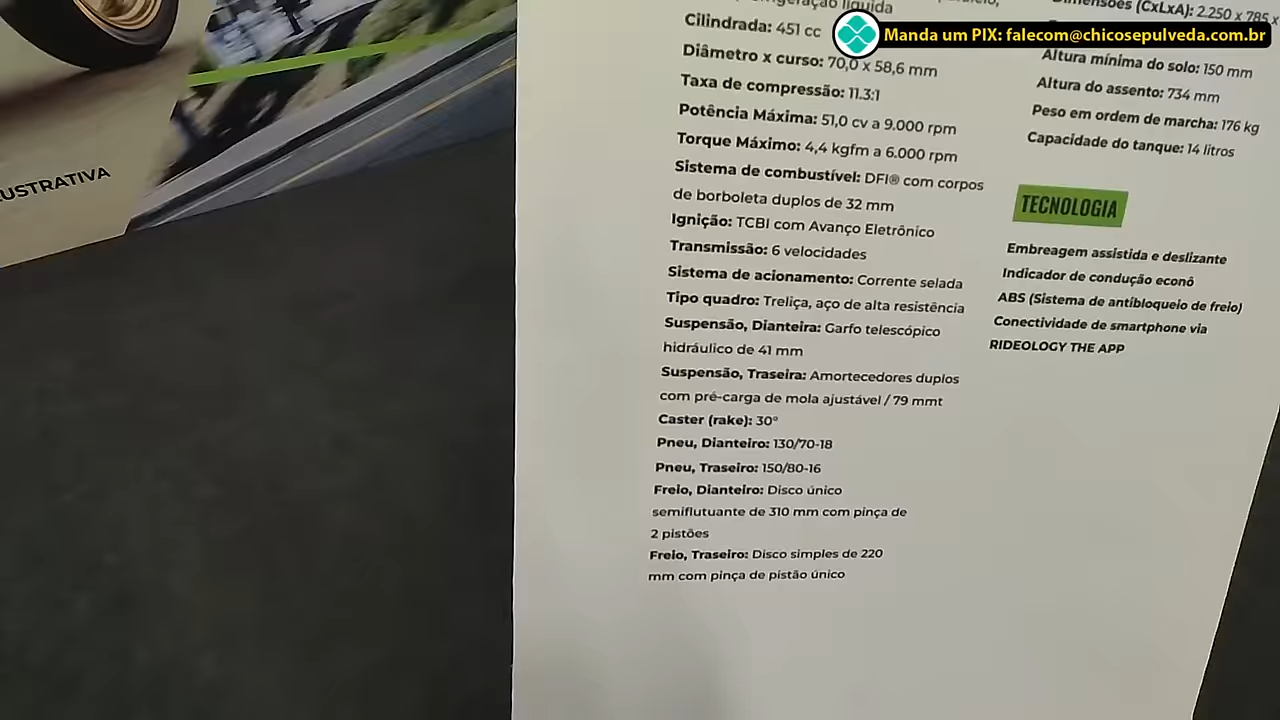 líquida
Cilindrada: 451 cc
Diâmetro x curso: 70,0 x 58,6 mm
Taxa de compressão: 11.3:1
Potência Máxima: 51,0 cv a 9.000 rpm
Torque Máximo: 4,4 kgfm a 6.000 rpm
Sistema de combustível: DFI® com corpos
de borboleta duplos de 32 mm
Ignição: TCBI com Avanço Eletrônico
Transmissão: 6 velocidades
Sistema de acionamento: Corrente selada
Tipo quadro: Treliça, aço de alta resistência
Suspensão, Dianteira: Garfo telescópico
hidráulico de 41 mm
Suspensão, Traseira: Amortecedores duplos
com pré-carga de mola ajustável / 79 mmt
Caster (rake): 30°
Pneu, Dianteiro: 130/70-18
Pneu, Traseiro: 150/80-16
Freio, Dianteiro: Disco único
semiflutuante de 310 mm com pinça de
2 pistões
Freio, Traseiro: Disco simples de 220
mm com pinça de pistão único
(CxLxA): 2.250 x 785 x
Manda um PIX: falecom@chicosepulveda.com.br
Altura mínima do solo: 150 mm
Altura do assento: 734 mm
Peso em ordem de marcha: 176 kg
Capacidade do tanque: 14 litros
TECNOLOGIA
Embreagem assistida e deslizante
Indicador de condução econô
ABS (Sistema de antibloqueio de freio)
Conectividade de smartphone via
RIDEOLOGY THE APP